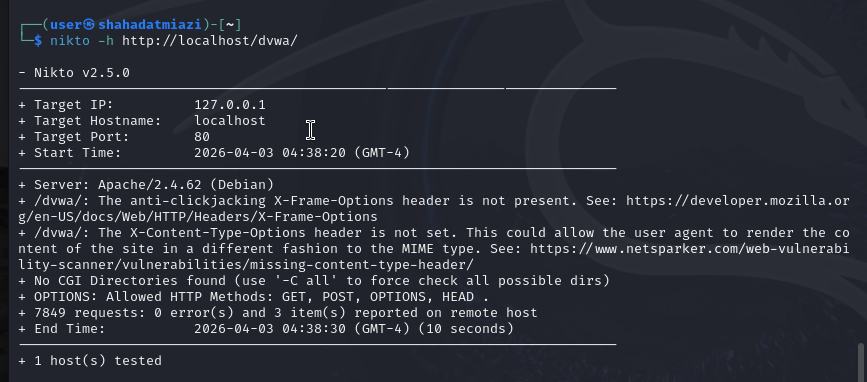 ┌──(user㉿shahadatmiazi)-[~]
└─$ nikto -h http://localhost/dvwa/
- Nikto v2.5.0
---------------------------------------------------------------------------
+ Target IP:          127.0.0.1
+ Target Hostname:    localhost
+ Target Port:        80
+ Start Time:         2026-04-03 04:38:20 (GMT-4)
---------------------------------------------------------------------------
+ Server: Apache/2.4.62 (Debian)
+ /dvwa/: The anti-clickjacking X-Frame-Options header is not present. See: https://developer.mozilla.or
g/en-US/docs/Web/HTTP/Headers/X-Frame-Options
+ /dvwa/: The X-Content-Type-Options header is not set. This could allow the user agent to render the co
ntent of the site in a different fashion to the MIME type. See: https://www.netsparker.com/web-vulnerabi
lity-scanner/vulnerabilities/missing-content-type-header/
+ No CGI Directories found (use '-C all' to force check all possible dirs)
+ OPTIONS: Allowed HTTP Methods: GET, POST, OPTIONS, HEAD .
+ 7849 requests: 0 error(s) and 3 item(s) reported on remote host
+ End Time:           2026-04-03 04:38:30 (GMT-4) (10 seconds)
---------------------------------------------------------------------------
+ 1 host(s) tested